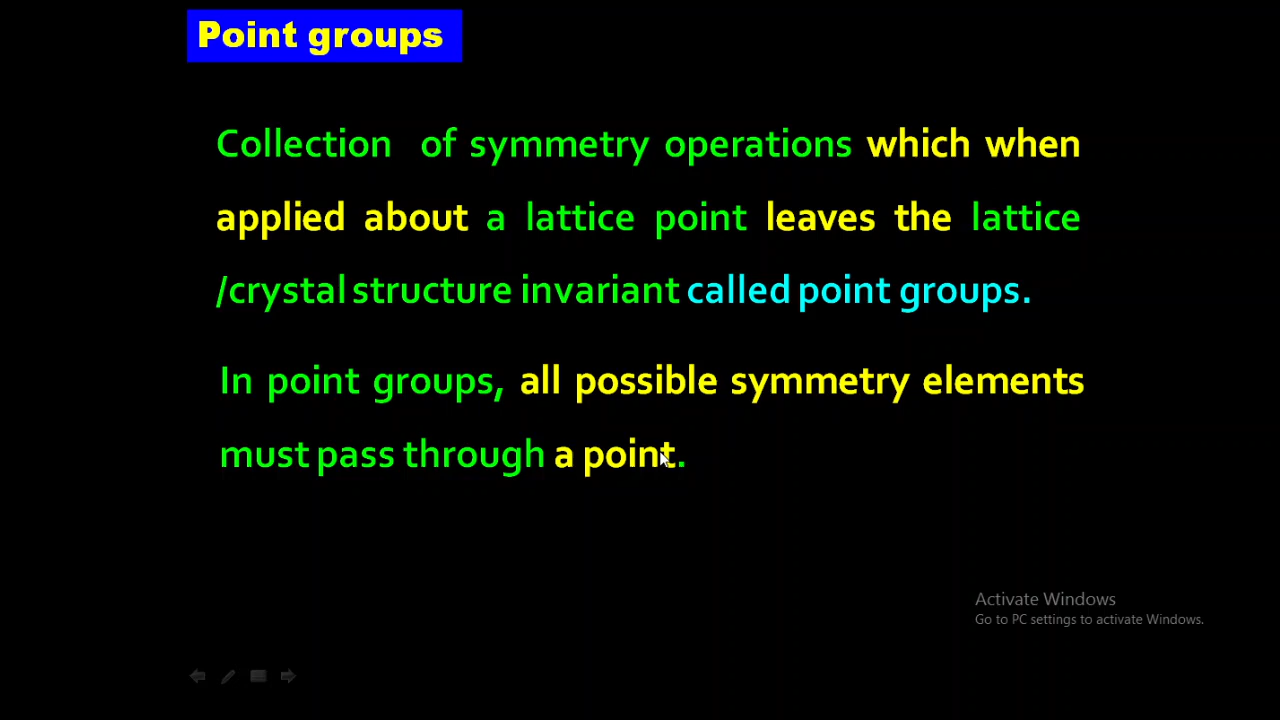 Point groups
Collection of symmetry operations which when
applied about a lattice point leaves the lattice
/crystal structure invariant called point groups.
In point groups, all possible symmetry elements
must pass through a point.
Activate Windows
Go to PC settings to activate Windows.